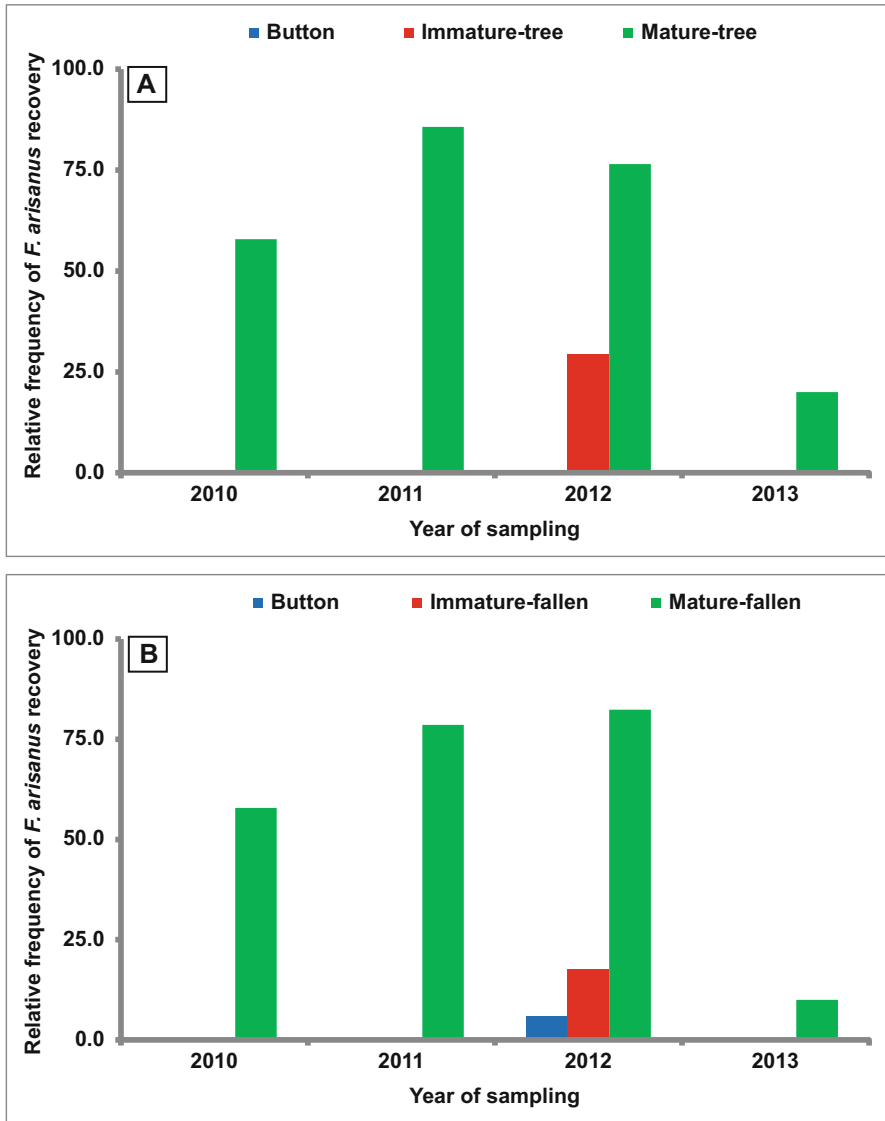 Button Immature-tree Mature-tree
A
Relative frequency of F. arisanus recovery
100.0
75.0
50.0
25.0
0.0
2010 2011 2012 2013
Year of sampling
Button Immature-fallen Mature-fallen
B
Relative frequency of F. arisanus recovery
100.0
75.0
50.0
25.0
0.0
2010 2011 2012 2013
Year of sampling